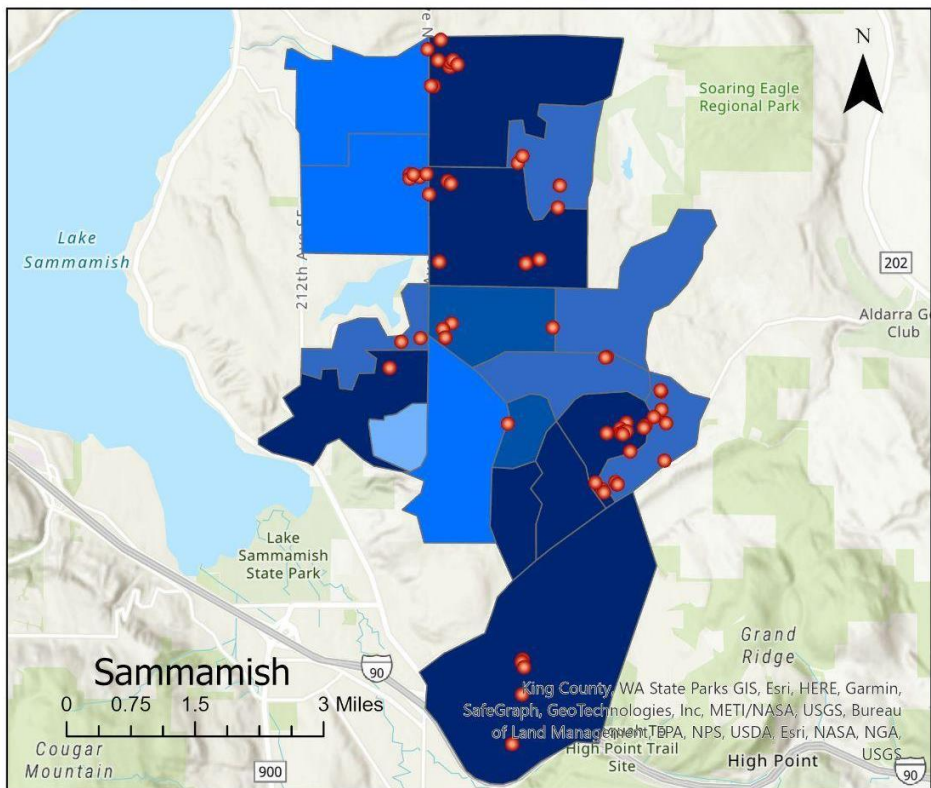 ve N
N
Soaring Eagle
Regional Park
Lake
Sammamish
212th Ave SE
Ave
202
Aldarra Go
Club
Lake
Sammamish
State Park
Grand
Ridge
Sammamish
90
0 0.75 1.5 3 Miles
King County, WA State Parks GIS, Esri, HERE, Garmin,
SafeGraph, GeoTechnologies, Inc, METI/NASA, USGS, Bureau
of Land Management, EPA, NPS, USDA, Esri, NASA, NGA,
USGS
High Point Trail
Site
High Point
Cougar
Mountain
900
90